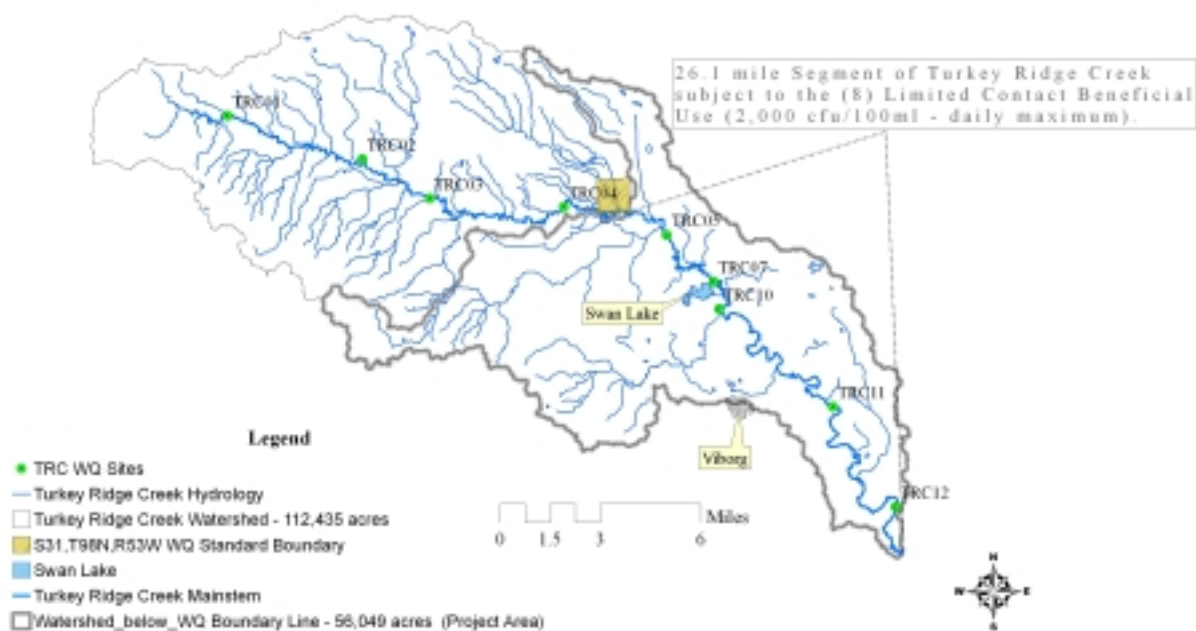 26.1 mile Segment of Turkey Ridge Creek
subject to the (8) Limited Contact Beneficial
Use (2,000 cfu/100ml - daily maximum).
TRC01
TRC02
TRC03
TRC04
TRC05
TRC07
TRC10
Swan Lake
TRC11
Viborg
TRC12
Legend
TRC WQ Sites
Turkey Ridge Creek Hydrology
Turkey Ridge Creek Watershed - 112,435 acres
S31,T98N,R53W WQ Standard Boundary
Swan Lake
Turkey Ridge Creek Mainstem
Watershed_below_WQ Boundary Line - 56,049 acres (Project Area)
Miles
0 1.5 3 6
N
W E
S